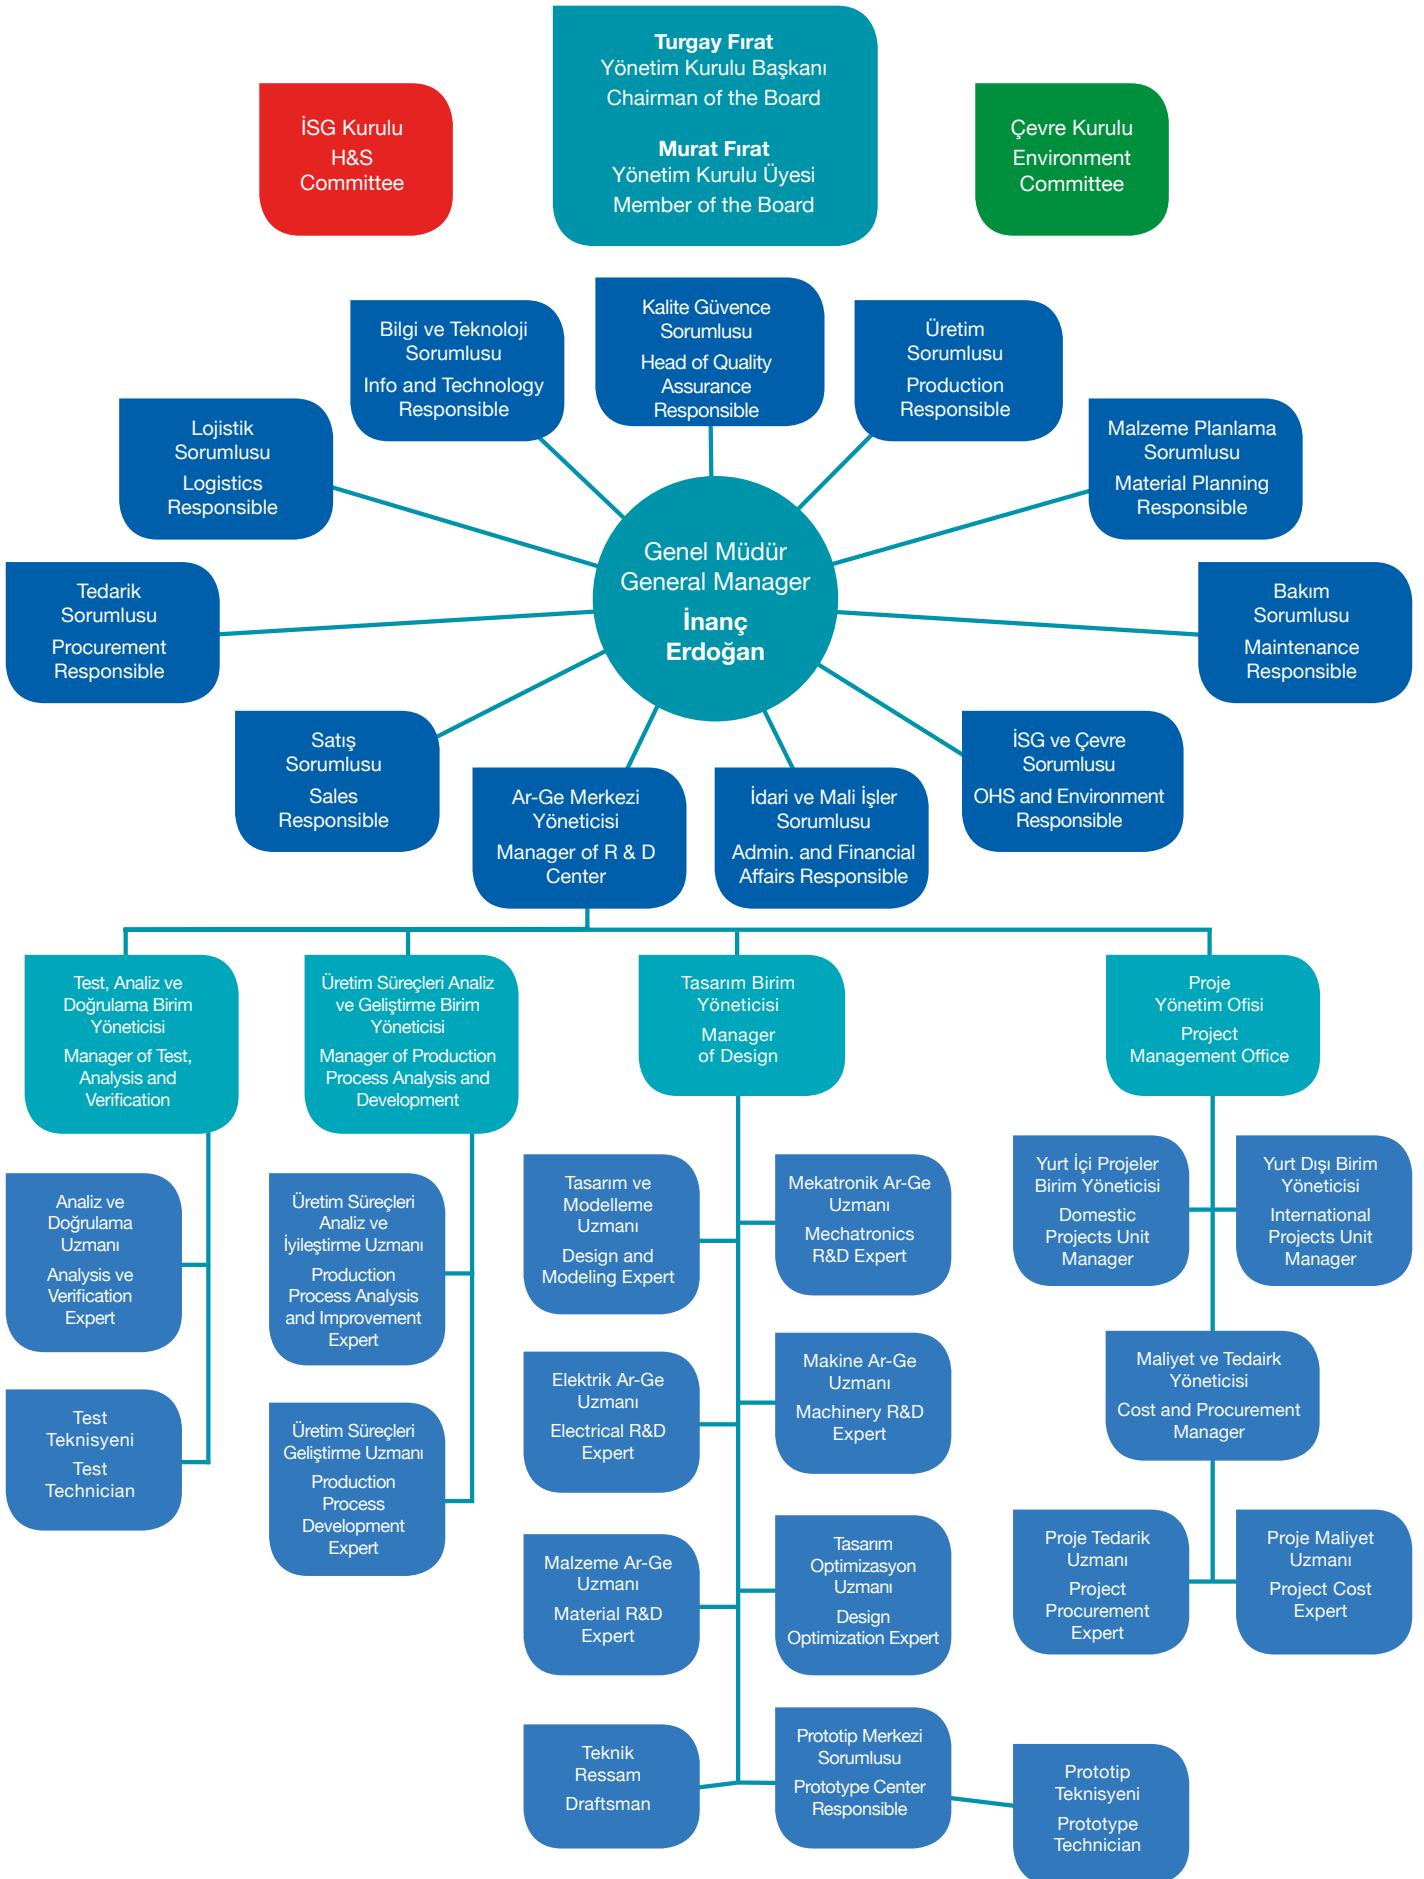 Turgay Fırat
Yönetim Kurulu Başkanı
Chairman of the Board
Murat Fırat
Yönetim Kurulu Üyesi
Member of the Board
İSG Kurulu
H&S
Committee
Çevre Kurulu
Environment
Committee
Kalite Güvence
Sorumlusu
Head of Quality
Assurance
Responsible
Bilgi ve Teknoloji
Sorumlusu
Info and Technology
Responsible
Üretim
Sorumlusu
Production
Responsible
Lojistik
Sorumlusu
Logistics
Responsible
Malzeme Planlama
Sorumlusu
Material Planning
Responsible
Genel Müdür
General Manager
İnanç
Erdoğan
Tedarik
Sorumlusu
Procurement
Responsible
Bakım
Sorumlusu
Maintenance
Responsible
Satış
Sorumlusu
Sales
Responsible
Ar-Ge Merkezi
Yöneticisi
Manager of R & D
Center
İdari ve Mali İşler
Sorumlusu
Admin. and Financial
Affairs Responsible
İSG ve Çevre
Sorumlusu
OHS and Environment
Responsible
Test, Analiz ve
Doğrulama Birim
Yöneticisi
Manager of Test,
Analysis and
Verification
Üretim Süreçleri Analiz
ve Geliştirme Birim
Yöneticisi
Manager of Production
Process Analysis and
Development
Tasarım Birim
Yöneticisi
Manager
of Design
Proje
Yönetim Ofisi
Project
Management Office
Analiz ve
Doğrulama
Uzmanı
Analysis ve
Verification
Expert
Test
Teknisyeni
Test
Technician
Üretim Süreçleri
Analiz ve
İyileştirme Uzmanı
Production
Process Analysis
and Improvement
Expert
Üretim Süreçleri
Geliştirme Uzmanı
Production
Process
Development
Expert
Tasarım ve
Modelleme
Uzmanı
Design and
Modeling Expert
Mekatronik Ar-Ge
Uzmanı
Mechatronics
R&D Expert
Elektrik Ar-Ge
Uzmanı
Electrical R&D
Expert
Makine Ar-Ge
Uzmanı
Machinery R&D
Expert
Malzeme Ar-Ge
Uzmanı
Material R&D
Expert
Tasarım
Optimizasyon
Uzmanı
Design
Optimization Expert
Teknik
Ressam
Draftsman
Prototip Merkezi
Sorumlusu
Prototype Center
Responsible
Prototip
Teknisyeni
Prototype
Technician
Yurt İçi Projeler
Birim Yöneticisi
Domestic
Projects Unit
Manager
Yurt Dışı Birim
Yöneticisi
International
Projects Unit
Manager
Maliyet ve Tedairk
Yöneticisi
Cost and Procurement
Manager
Proje Tedarik
Uzmanı
Project
Procurement
Expert
Proje Maliyet
Uzmanı
Project Cost
Expert